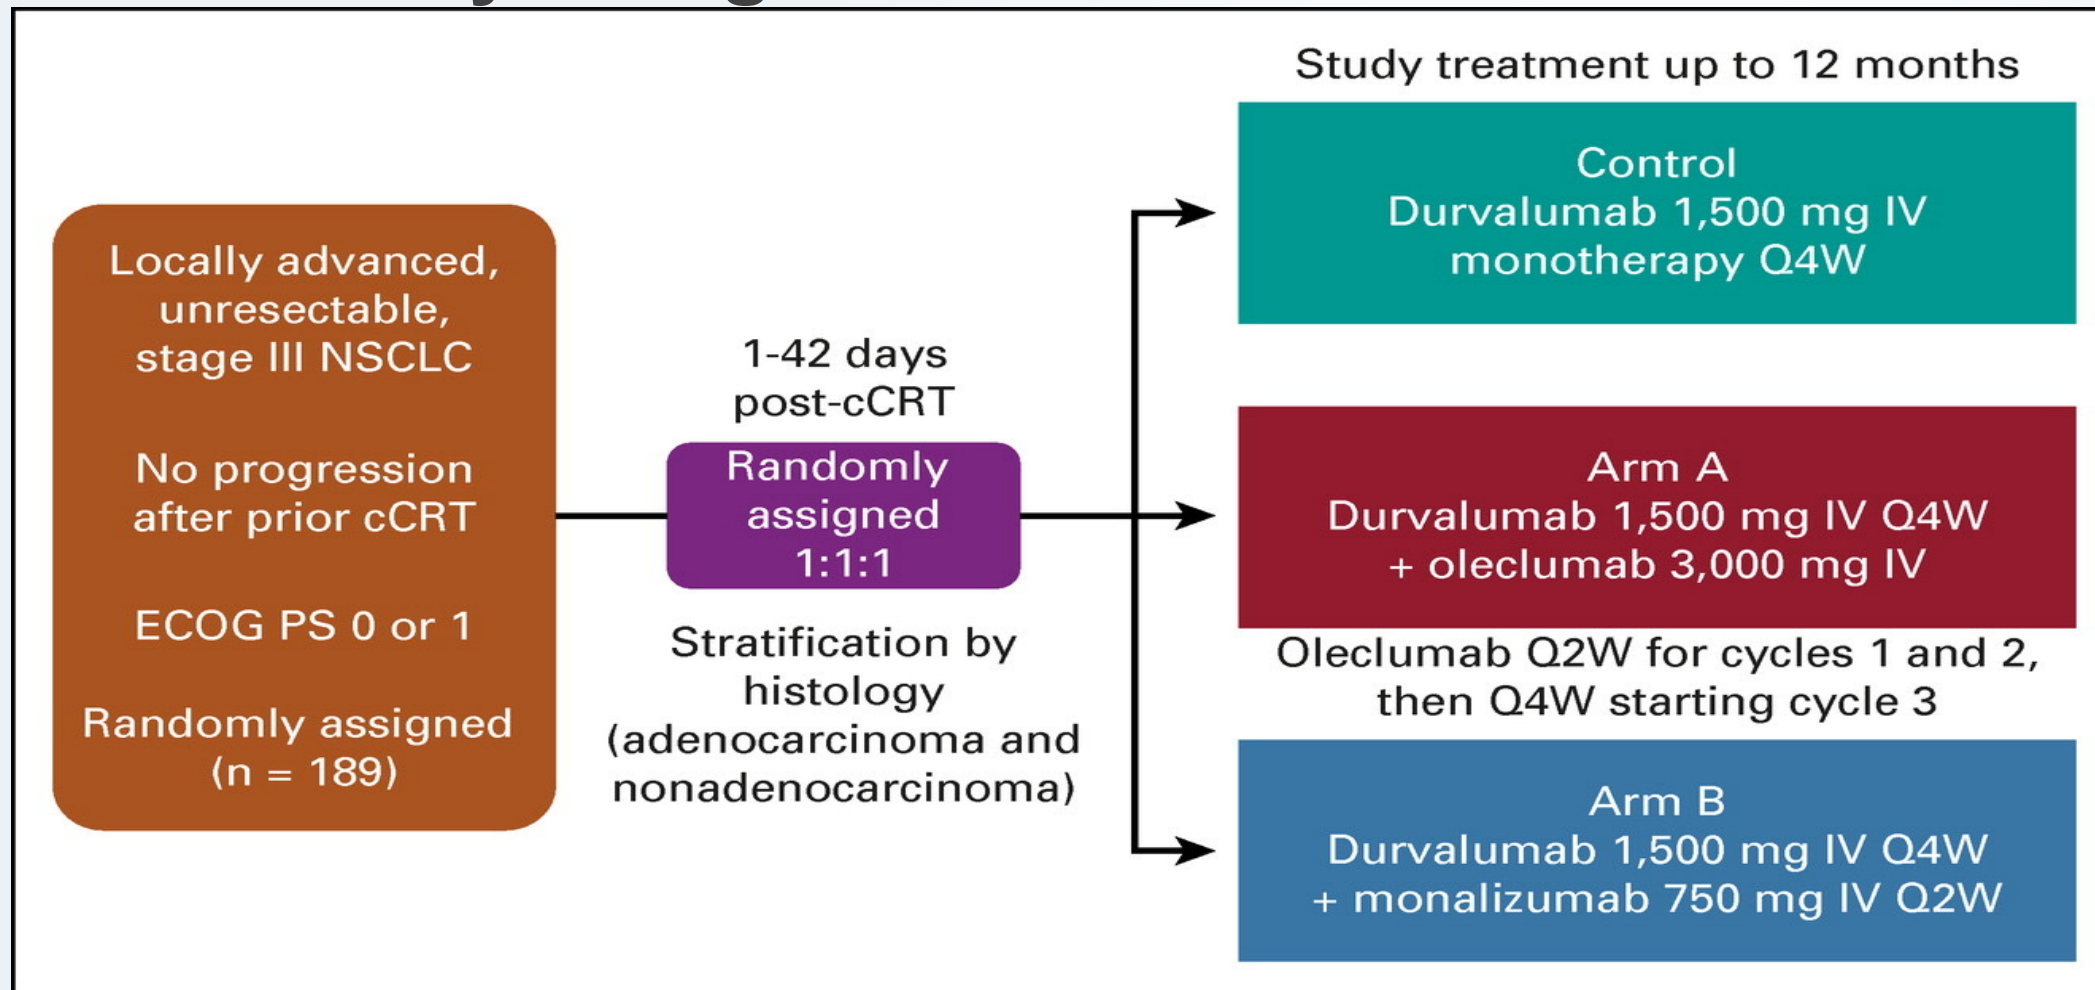 Locally advanced,
unresectable,
stage III NSCLC
No progression
after prior cCRT
ECOG PS 0 or 1
Randomly assigned
(n = 189)
1-42 days
post-cCRT
Randomly
assigned
1:1:1
Stratification by
histology
(adenocarcinoma and
nonadenocarcinoma)
Study treatment up to 12 months
Control
Durvalumab 1,500 mg IV
monotherapy Q4W
Arm A
Durvalumab 1,500 mg IV Q4W
+ oleclumab 3,000 mg IV
Oleclumab Q2W for cycles 1 and 2,
then Q4W starting cycle 3
Arm B
Durvalumab 1,500 mg IV Q4W
+ monalizumab 750 mg IV Q2W